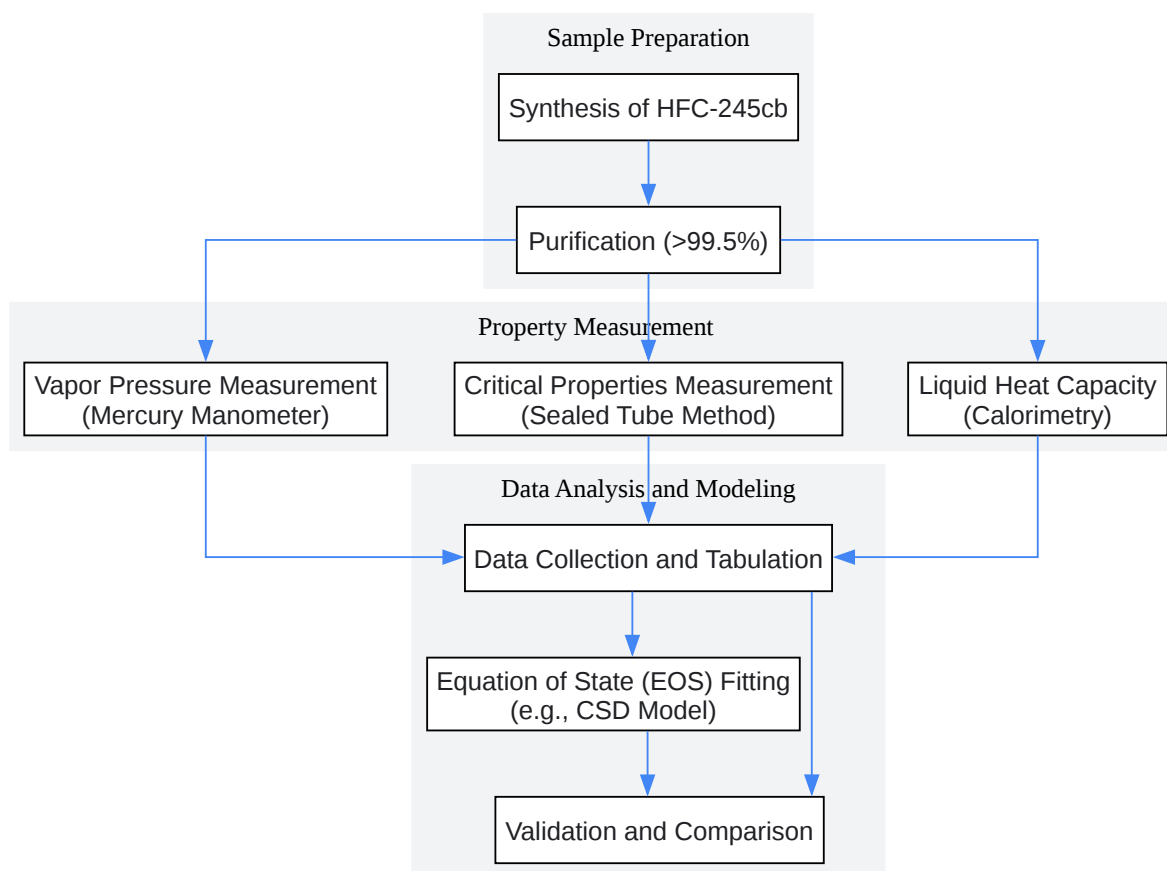 Sample Preparation
Synthesis of HFC-245cb
Purification (>99.5%)
Property Measurement
Vapor Pressure Measurement
(Mercury Manometer)
Critical Properties Measurement
(Sealed Tube Method)
Liquid Heat Capacity
(Calorimetry)
Data Analysis and Modeling
Data Collection and Tabulation
Equation of State (EOS) Fitting
(e.g., CSD Model)
Validation and Comparison